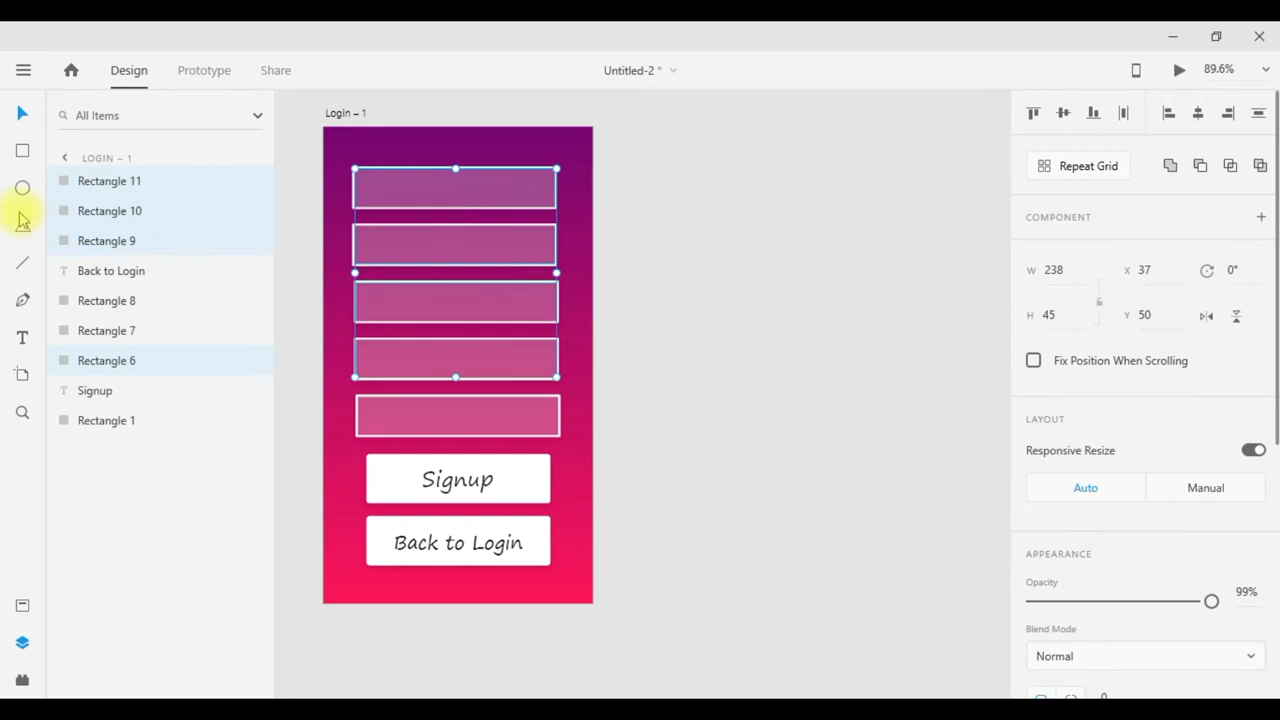 Design Prototype Share Untitled-2 * 89.6%
All Items
LOGIN – 1
Rectangle 11
Rectangle 10
Rectangle 9
Back to Login
Rectangle 8
Rectangle 7
Rectangle 6
Signup
Rectangle 1
Login – 1
Signup
Back to Login
Repeat Grid
COMPONENT +
W 238 X 37 0°
H 45 Y 50
Fix Position When Scrolling
LAYOUT
Responsive Resize
Auto Manual
APPEARANCE
Opacity
99%
Blend Mode
Normal